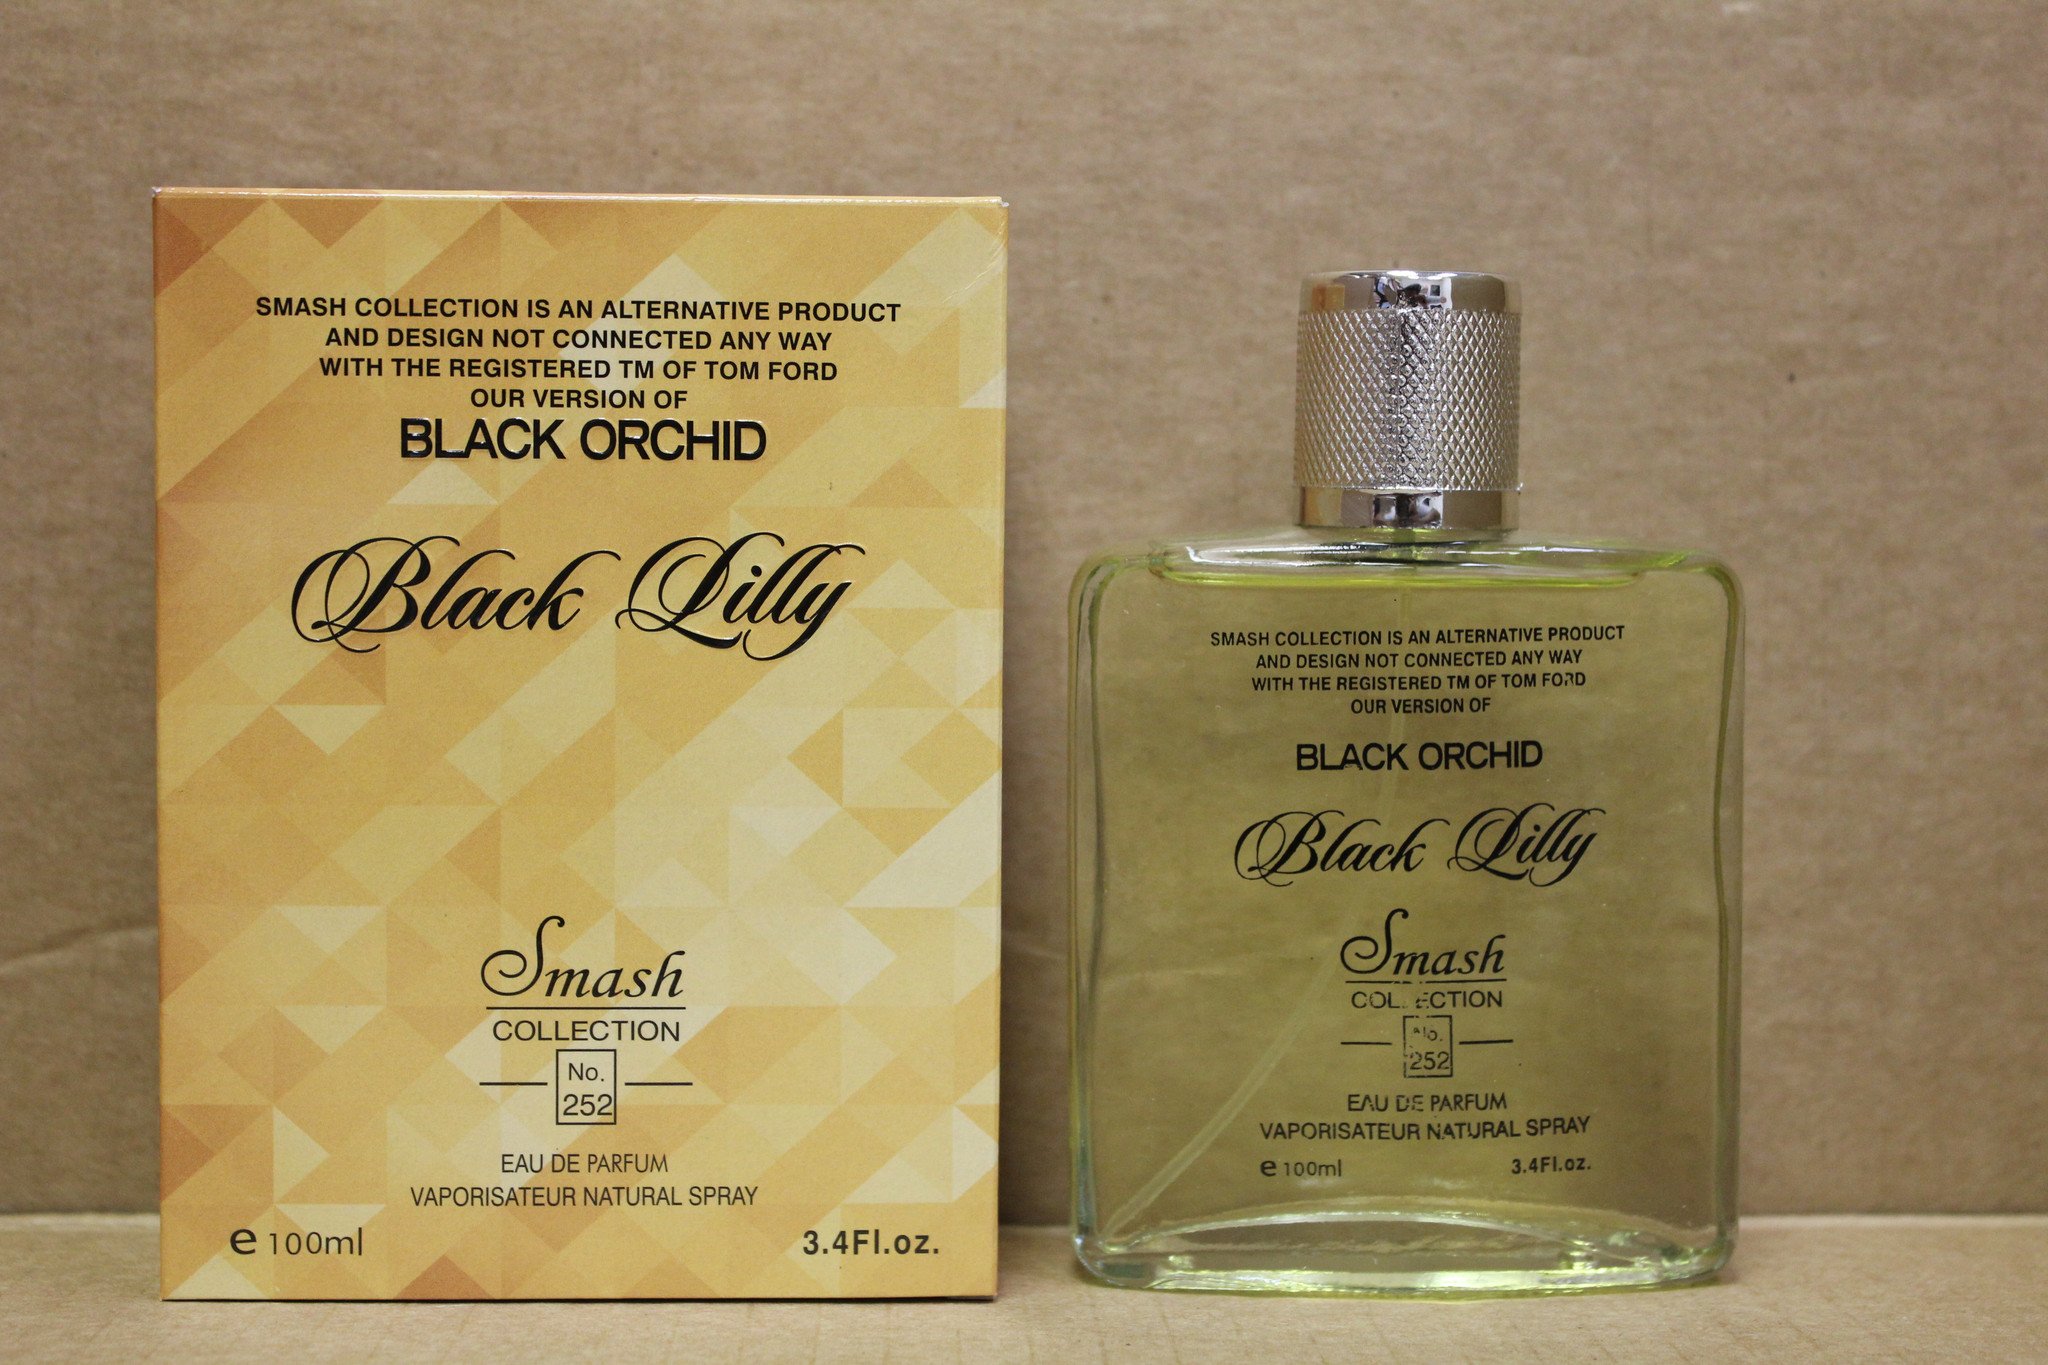 SMASH COLLECTION IS AN ALTERNATIVE PRODUCT
AND DESIGN NOT CONNECTED ANY WAY
WITH THE REGISTERED TM OF TOM FORD
OUR VERSION OF
BLACK ORCHID
Black Lilly
Smash
COLLECTION
No.
252
EAU DE PARFUM
VAPORISATEUR NATURAL SPRAY
e 100ml 3.4Fl.oz.
SMASH COLLECTION IS AN ALTERNATIVE PRODUCT
AND DESIGN NOT CONNECTED ANY WAY
WITH THE REGISTERED TM OF TOM FORD
OUR VERSION OF
BLACK ORCHID
Black Lilly
Smash
COLLECTION
No.
252
EAU DE PARFUM
VAPORISATEUR NATURAL SPRAY
e 100ml 3.4Fl.oz.